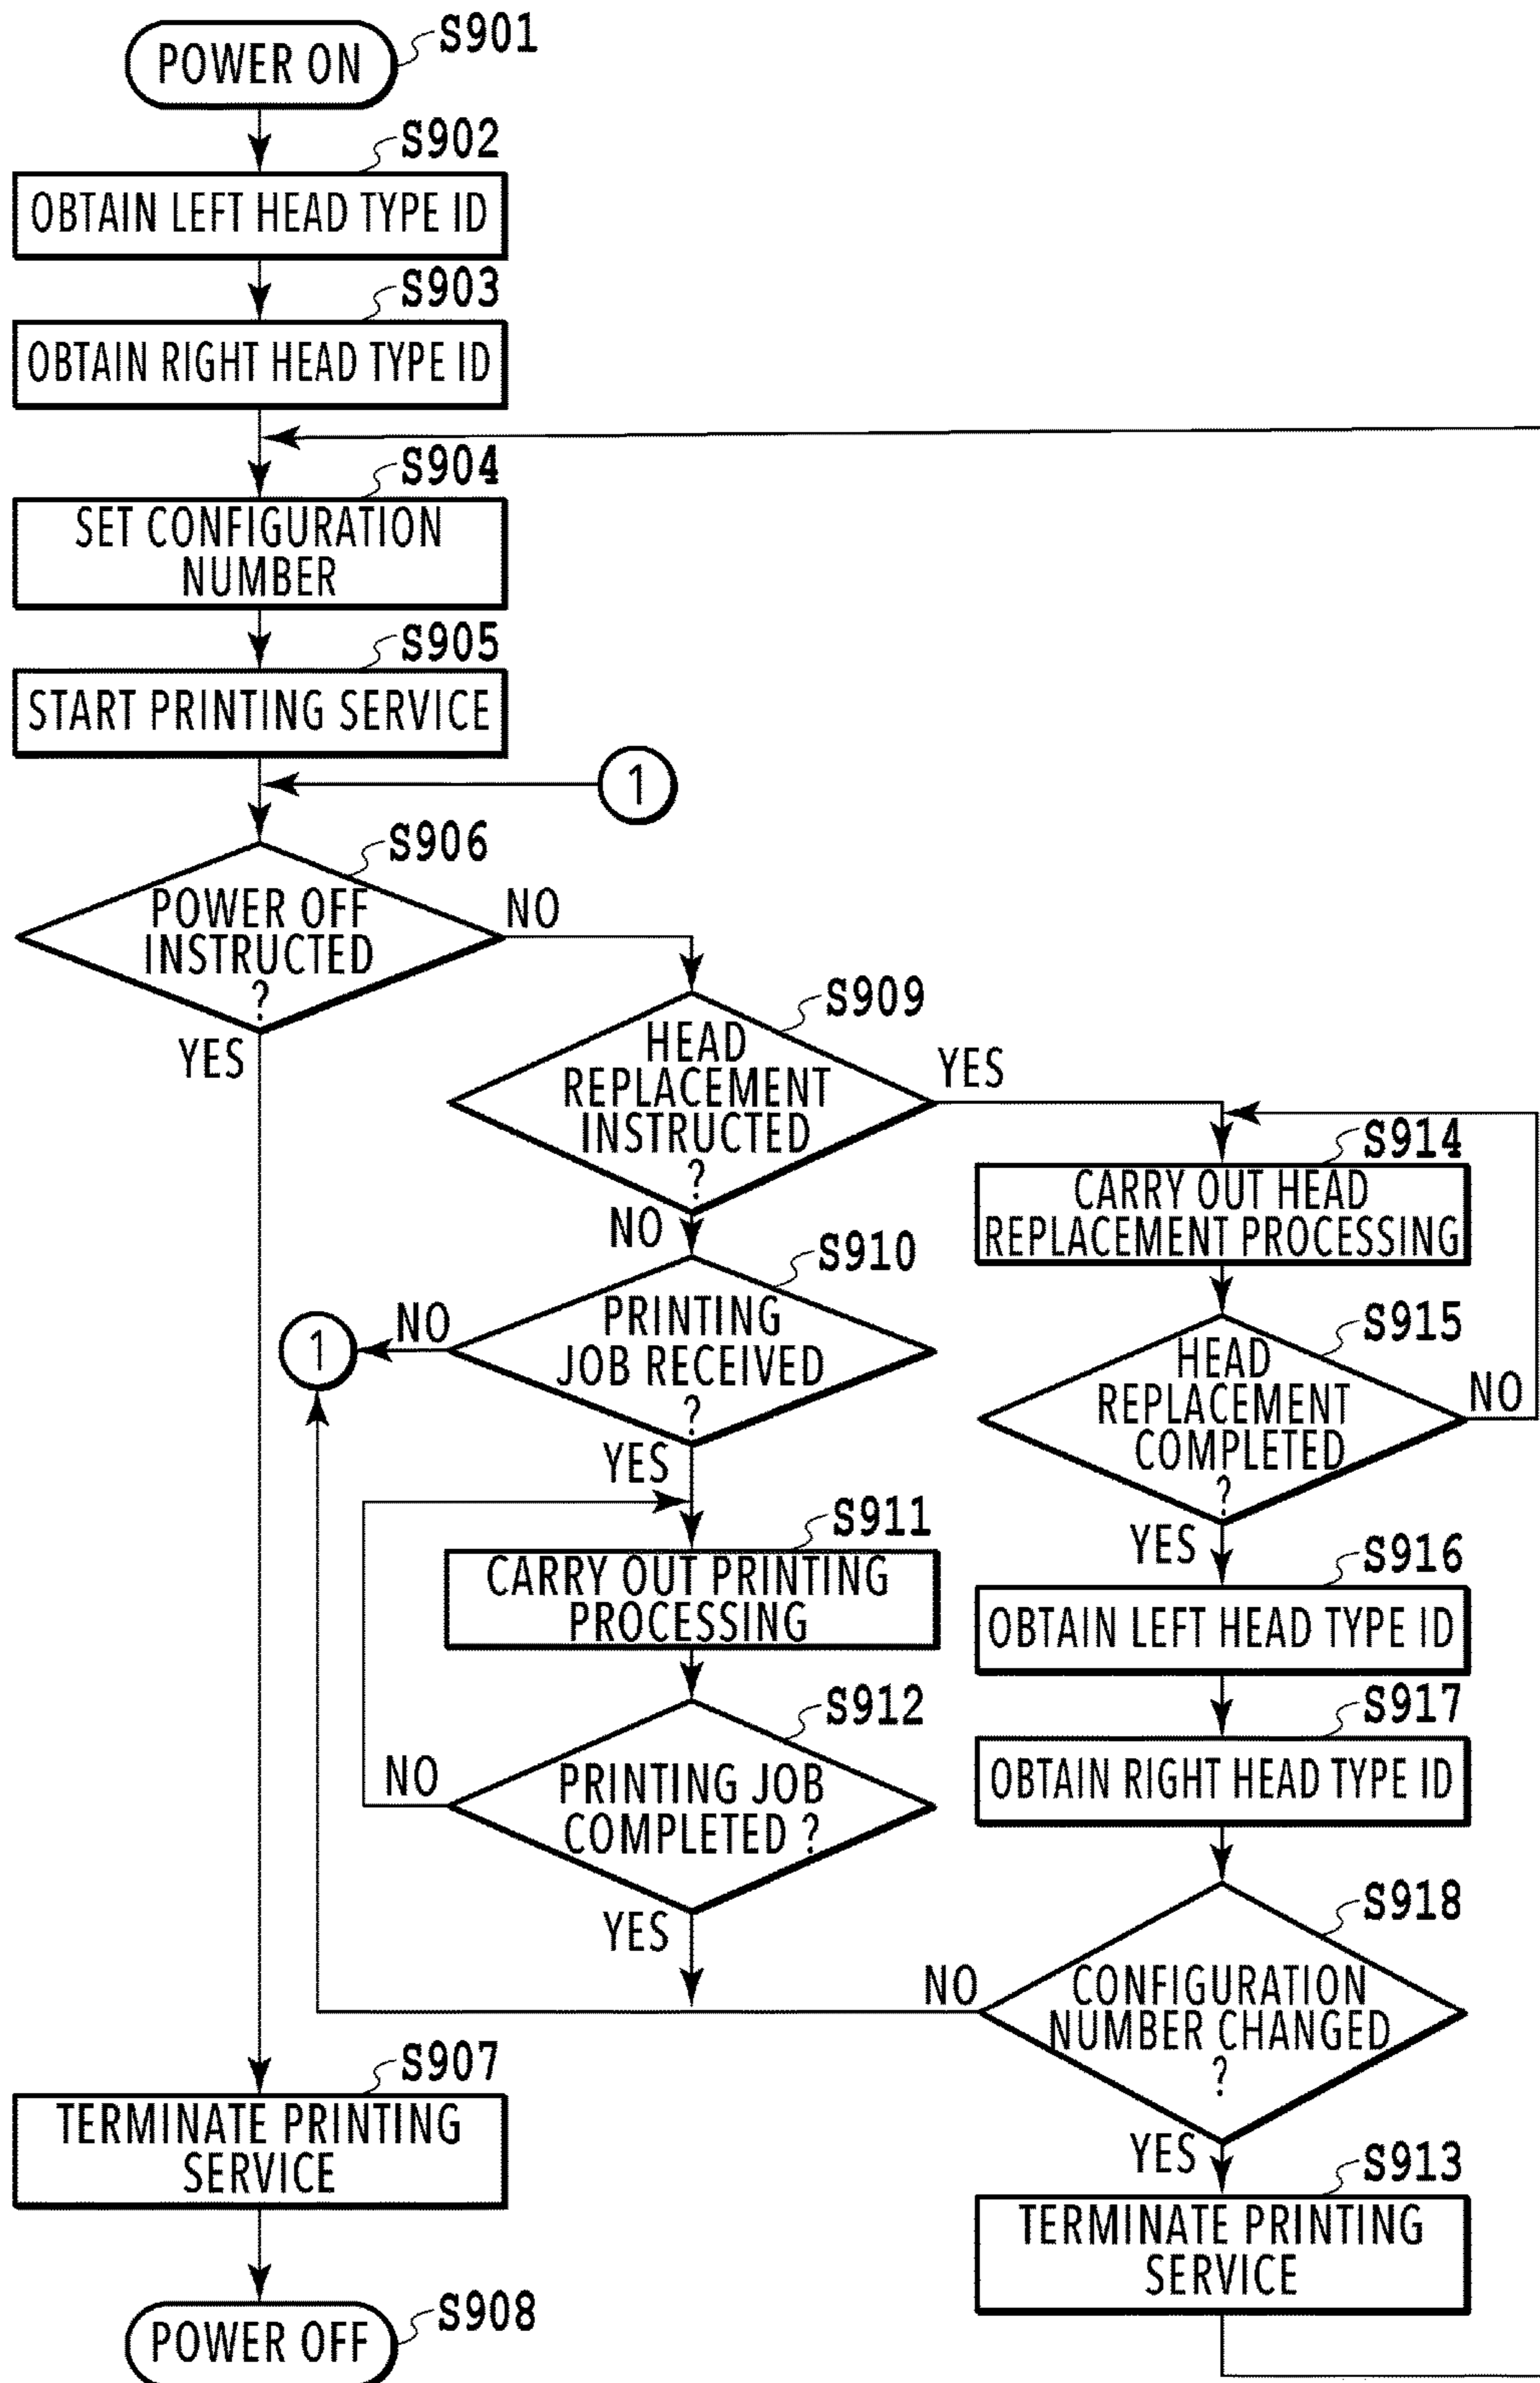 S901
POWER ON
S902
OBTAIN LEFT HEAD TYPE ID
S903
OBTAIN RIGHT HEAD TYPE ID
S904
SET CONFIGURATION
NUMBER
S905
START PRINTING SERVICE
1
S906
POWER OFF
INSTRUCTED
?
NO
YES
S909
HEAD
REPLACEMENT
INSTRUCTED
?
YES
NO
S910
PRINTING
JOB RECEIVED
?
NO
1
YES
S911
CARRY OUT PRINTING
PROCESSING
S912
PRINTING JOB
COMPLETED ?
NO
YES
S914
CARRY OUT HEAD
REPLACEMENT PROCESSING
S915
HEAD
REPLACEMENT
COMPLETED
?
NO
YES
S916
OBTAIN LEFT HEAD TYPE ID
S917
OBTAIN RIGHT HEAD TYPE ID
S918
CONFIGURATION
NUMBER CHANGED
?
NO
YES
S913
TERMINATE PRINTING
SERVICE
S907
TERMINATE PRINTING
SERVICE
S908
POWER OFF